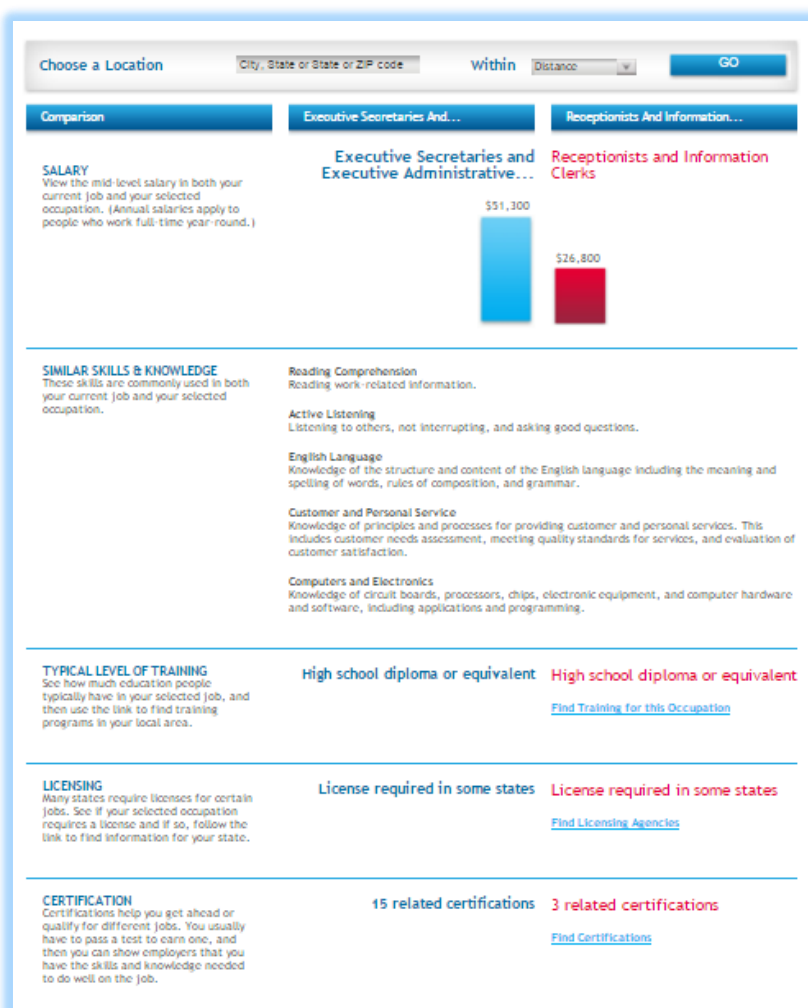 Choose a Location
City, State or State or ZIP code
Within
Distance
GO
Comparison
Executive Secretaries And...
Receptionists And Information...
SALARY
View the mid-level salary in both your
current job and your selected
occupation. (Annual salaries apply to
people who work full-time year-round.)
Executive Secretaries and
Executive Administrative...
Receptionists and Information
Clerks
$51,300
$26,800
SIMILAR SKILLS & KNOWLEDGE
These skills are commonly used in both
your current job and your selected
occupation.
Reading Comprehension
Reading work-related information.
Active Listening
Listening to others, not interrupting, and asking good questions.
English Language
Knowledge of the structure and content of the English language including the meaning and
spelling of words, rules of composition, and grammar.
Customer and Personal Service
Knowledge of principles and processes for providing customer and personal services. This
includes customer needs assessment, meeting quality standards for services, and evaluation of
customer satisfaction.
Computers and Electronics
Knowledge of circuit boards, processors, chips, electronic equipment, and computer hardware
and software, including applications and programming.
TYPICAL LEVEL OF TRAINING
See how much education people
typically have in your selected job, and
then use the link to find training
programs in your local area.
High school diploma or equivalent
High school diploma or equivalent
Find Training for this Occupation
LICENSING
Many states require licenses for certain
jobs. See if your selected occupation
requires a license and if so, follow the
link to find information for your state.
License required in some states
License required in some states
Find Licensing Agencies
CERTIFICATION
Certifications help you get ahead or
qualify for different jobs. You usually
have to pass a test to earn one, and
then you can show employers that you
have the skills and knowledge needed
to do well on the job.
15 related certifications
3 related certifications
Find Certifications